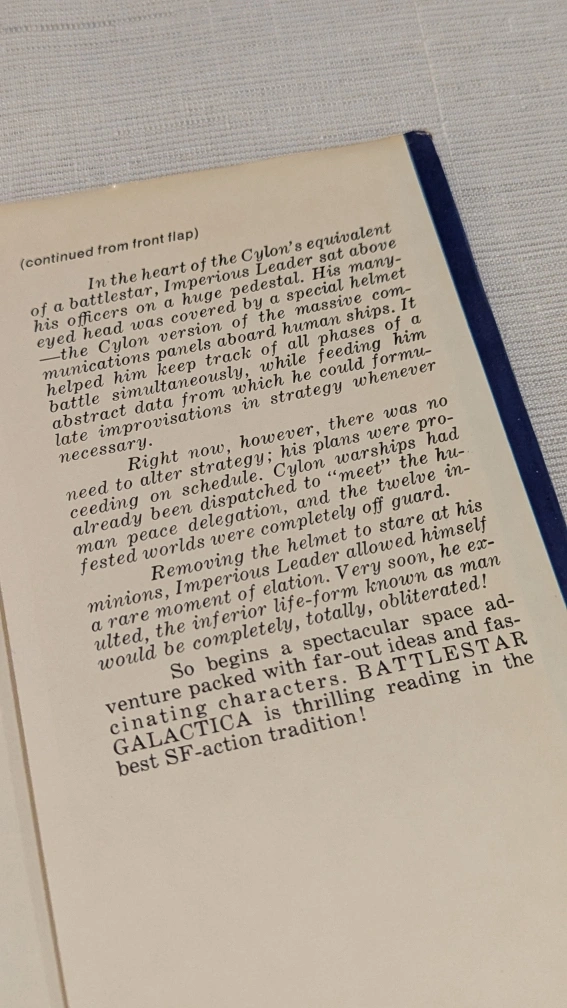 (continued from front flap)
In the heart of the Cylon's equivalent
of a battlestar, Imperious Leader sat above
his officers on a huge pedestal. His many-
eyed head was covered by a special helmet
—the Cylon version of the massive com-
munications panels aboard human ships. It
helped him keep track of all phases of a
battle simultaneously, while feeding him
abstract data from which he could formu-
late improvisations in strategy whenever
necessary.
Right now, however, there was no
need to alter strategy; his plans were pro-
ceeding on schedule. Cylon warships had
already been dispatched to "meet" the hu-
man peace delegation, and the twelve in-
fested worlds were completely off guard.
Removing the helmet to stare at his
minions, Imperious Leader allowed himself
a rare moment of elation. Very soon, he ex-
ulted, the inferior life-form known as man
would be completely, totally, obliterated!
So begins a spectacular space ad-
venture packed with far-out ideas and fas-
cinating characters. BATTLESTAR
GALACTICA is thrilling reading in the
best SF-action tradition!